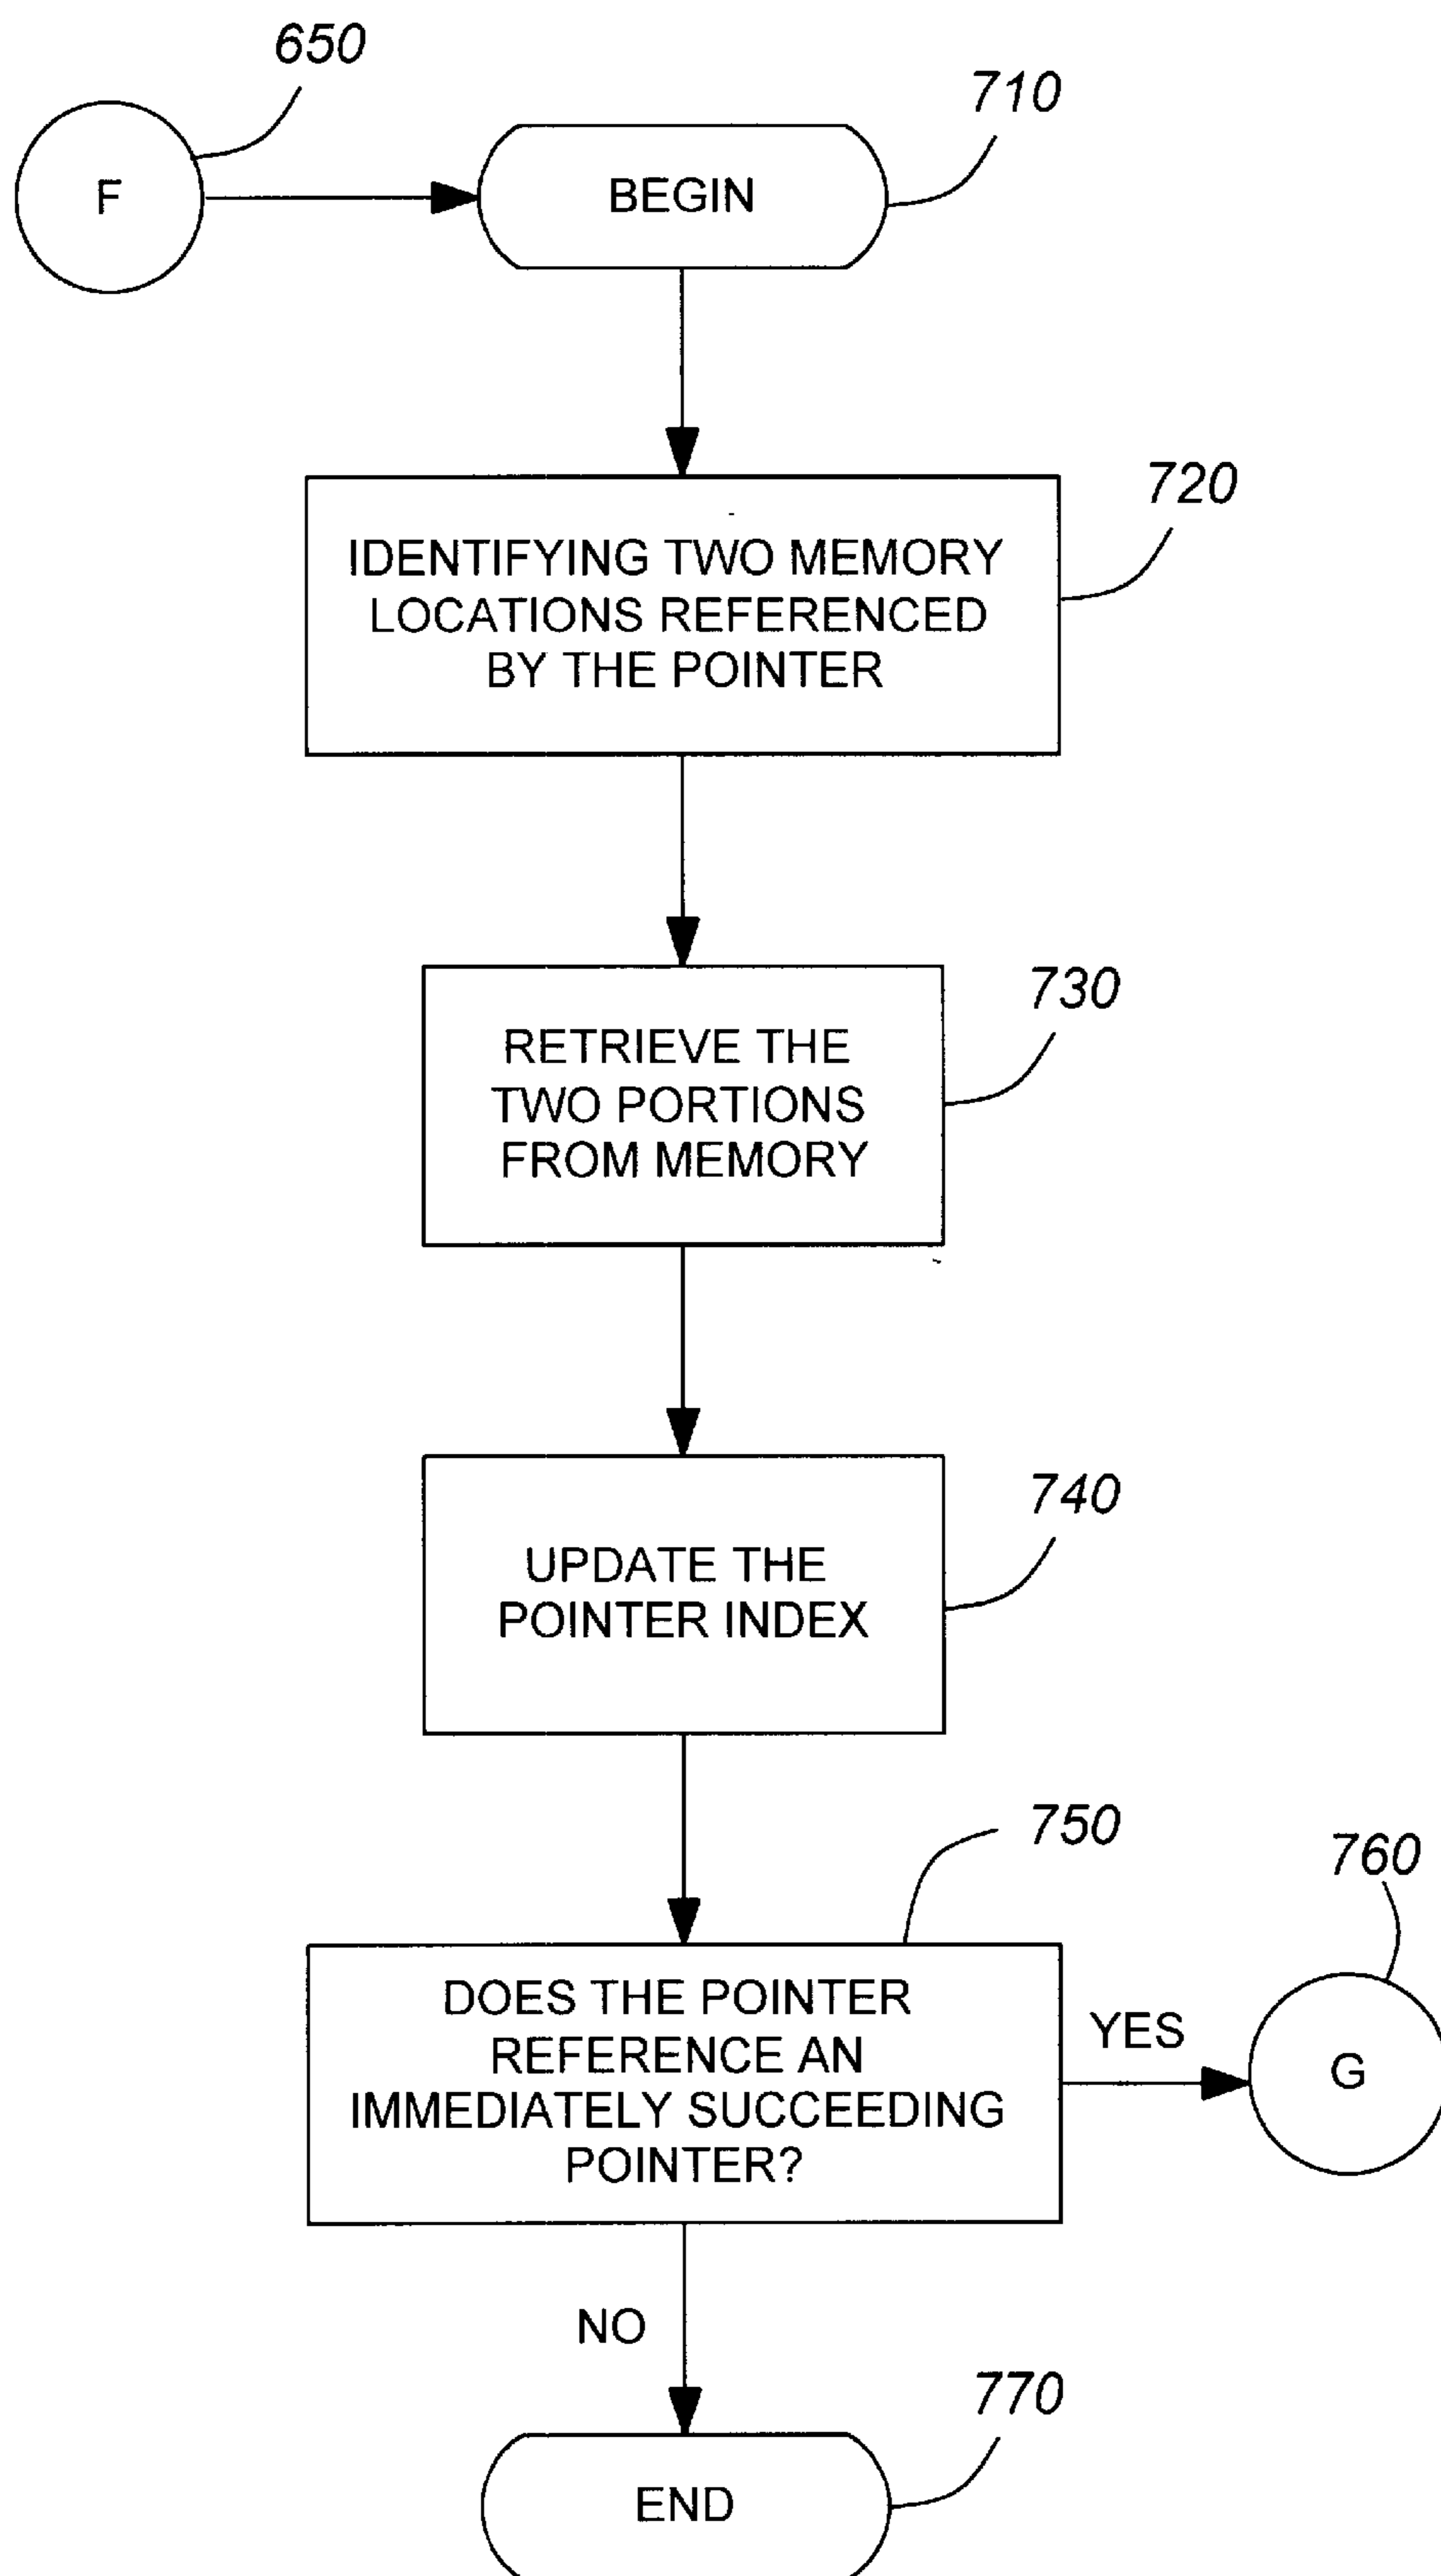 650
710
F
BEGIN
720
IDENTIFYING TWO MEMORY
LOCATIONS REFERENCED
BY THE POINTER
730
RETRIEVE THE
TWO PORTIONS
FROM MEMORY
740
UPDATE THE
POINTER INDEX
750
760
DOES THE POINTER
REFERENCE AN
IMMEDIATELY SUCCEEDING
POINTER?
YES
G
NO
770
END